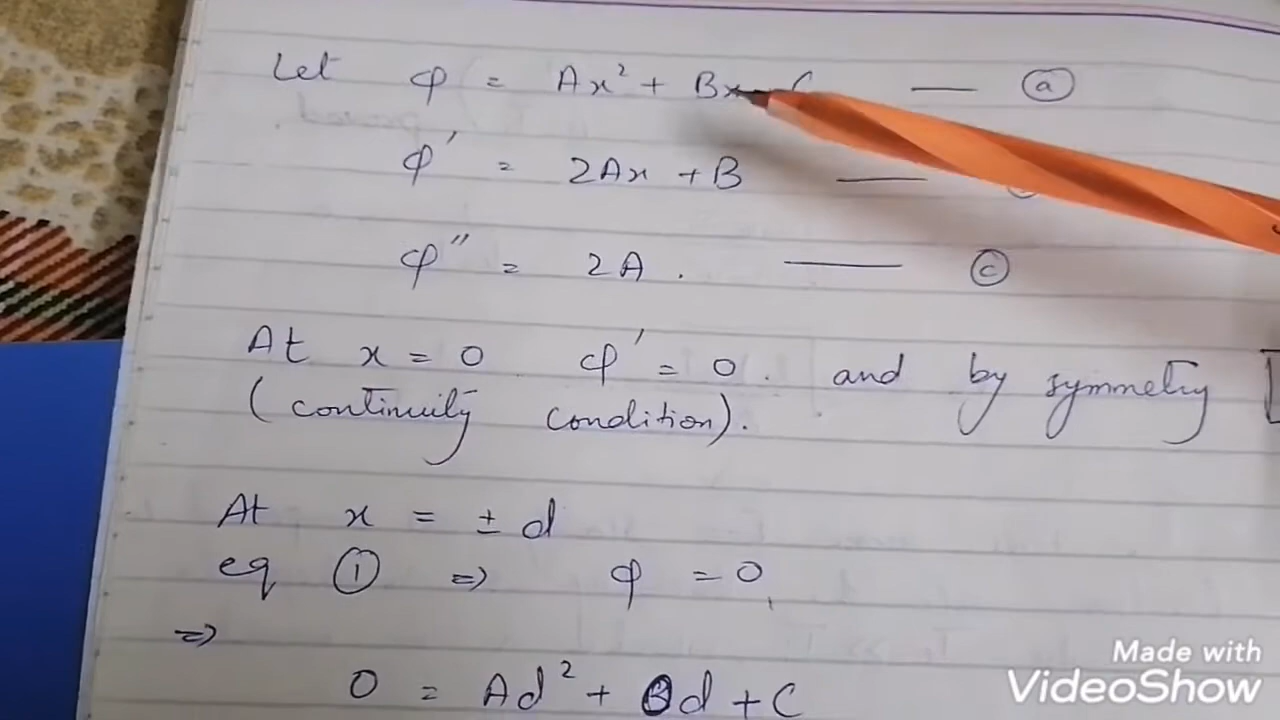 Let φ = Ax² + Bx C — (a)
φ' = 2Ax + B —
φ" = 2A . — (c)
At x = 0 φ' = 0 . and by symmetry [
(continuity condition).
At x = ± d
eq (1) => φ = 0,
=>
0 = Ad² + d + C
Made with
VideoShow